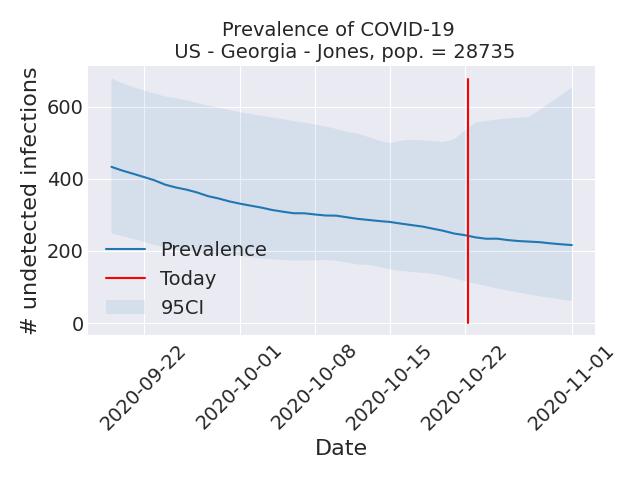 Prevalence of COVID-19
US - Georgia - Jones, pop. = 28735
# undetected infections
600
400
200
0
Prevalence
Today
95CI
2020-09-22
2020-10-01
2020-10-08
2020-10-15
2020-10-22
2020-11-01
Date